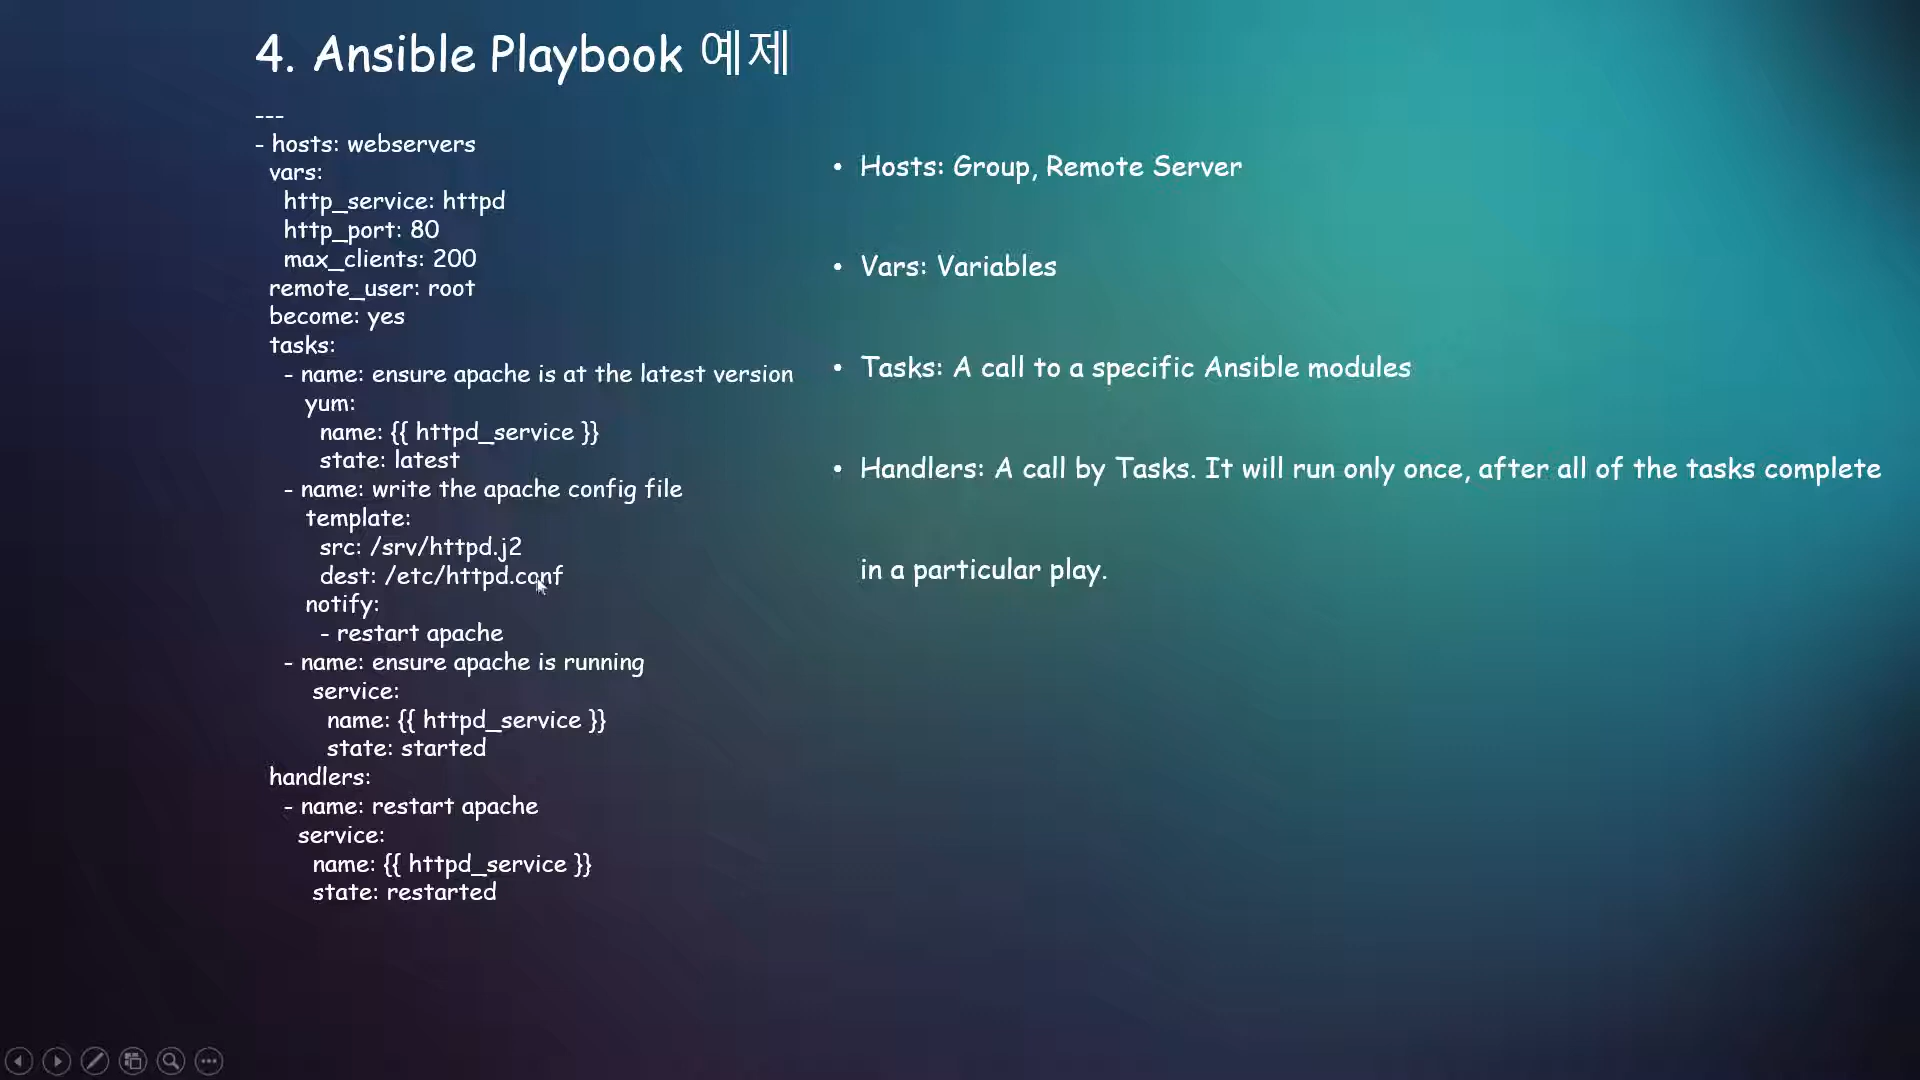 4. Ansible Playbook 예제
---
- hosts: webservers
vars:
http_service: httpd
http_port: 80
max_clients: 200
remote_user: root
become: yes
tasks:
- name: ensure apache is at the latest version
yum:
name: {{ httpd_service }}
state: latest
- name: write the apache config file
template:
src: /srv/httpd.j2
dest: /etc/httpd.conf
notify:
- restart apache
- name: ensure apache is running
service:
name: {{ httpd_service }}
state: started
handlers:
- name: restart apache
service:
name: {{ httpd_service }}
state: restarted
• Hosts: Group, Remote Server
• Vars: Variables
• Tasks: A call to a specific Ansible modules
• Handlers: A call by Tasks. It will run only once, after all of the tasks complete
in a particular play.